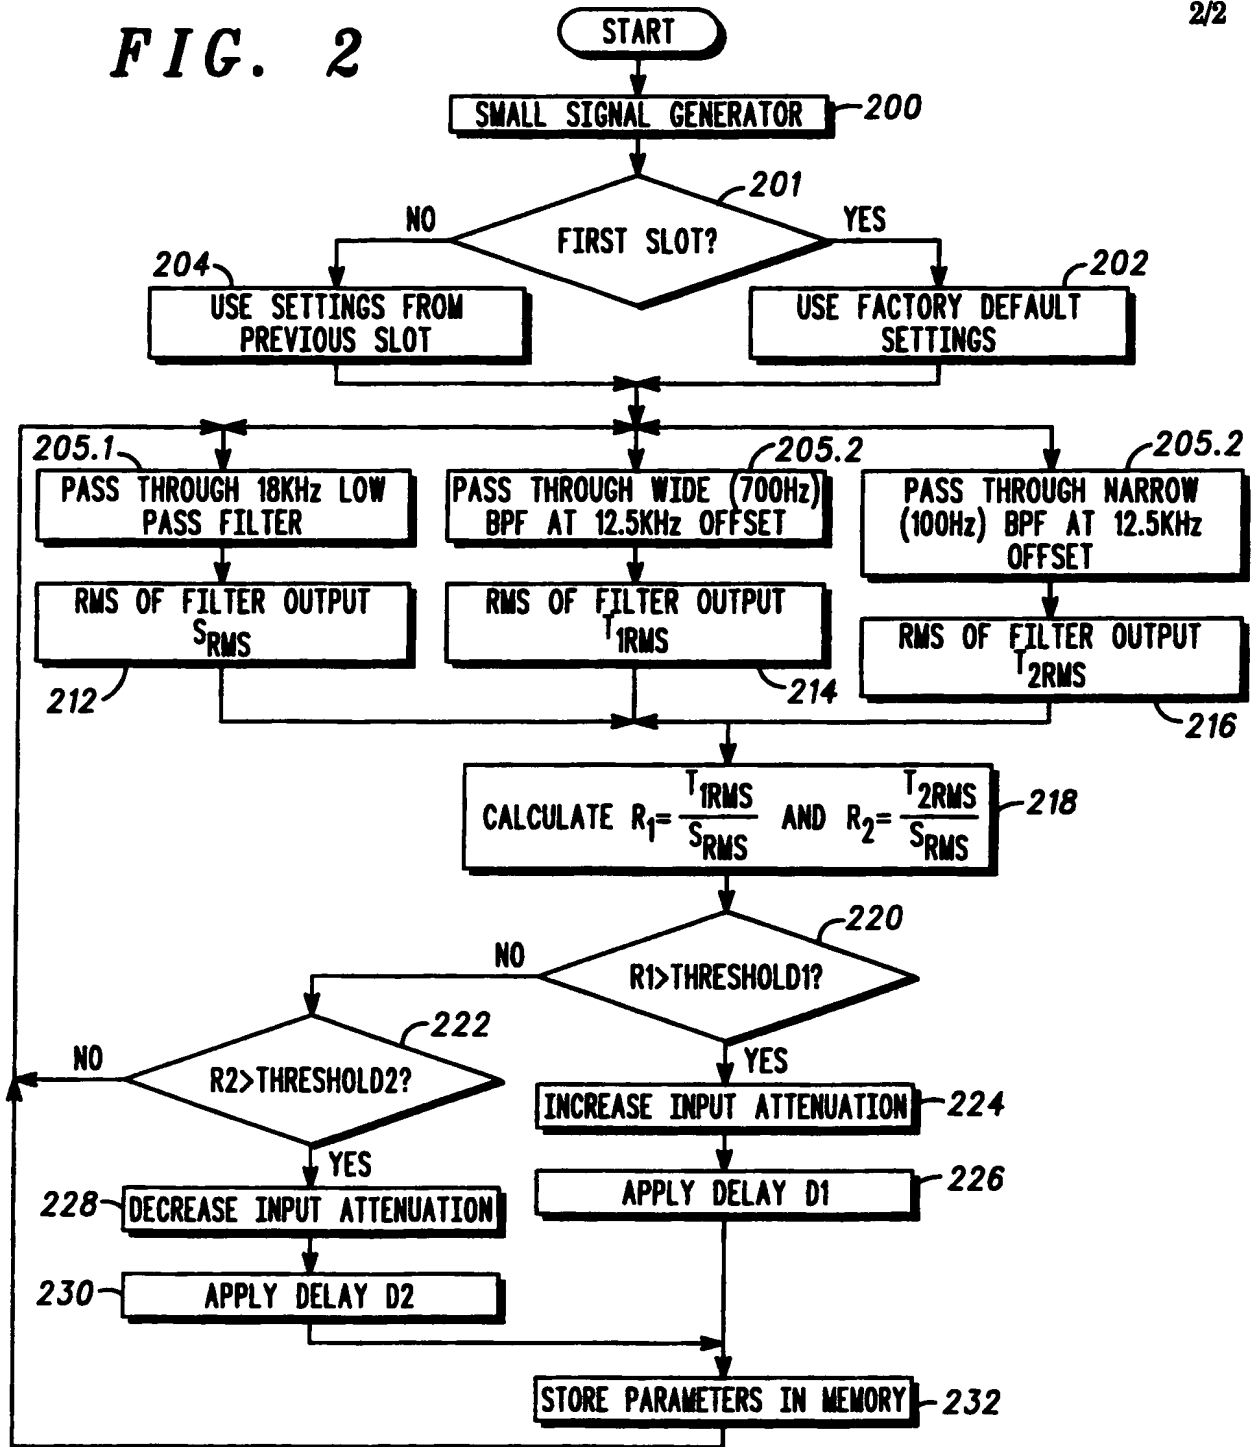 2/2
FIG. 2
START
SMALL SIGNAL GENERATOR
200
201
NO
YES
FIRST SLOT?
204
202
USE SETTINGS FROM
PREVIOUS SLOT
USE FACTORY DEFAULT
SETTINGS
205.1
PASS THROUGH 18KHz LOW
PASS FILTER
205.2
PASS THROUGH WIDE (700Hz)
BPF AT 12.5KHz OFFSET
205.2
PASS THROUGH NARROW
(100Hz) BPF AT 12.5KHz
OFFSET
RMS OF FILTER OUTPUT
SRMS
212
RMS OF FILTER OUTPUT
T1RMS
214
RMS OF FILTER OUTPUT
T2RMS
216
CALCULATE R1= T1RMS/SRMS AND R2= T2RMS/SRMS
218
220
NO
R1>THRESHOLD1?
YES
222
NO
R2>THRESHOLD2?
YES
INCREASE INPUT ATTENUATION
224
APPLY DELAY D1
226
228
DECREASE INPUT ATTENUATION
230
APPLY DELAY D2
STORE PARAMETERS IN MEMORY
232